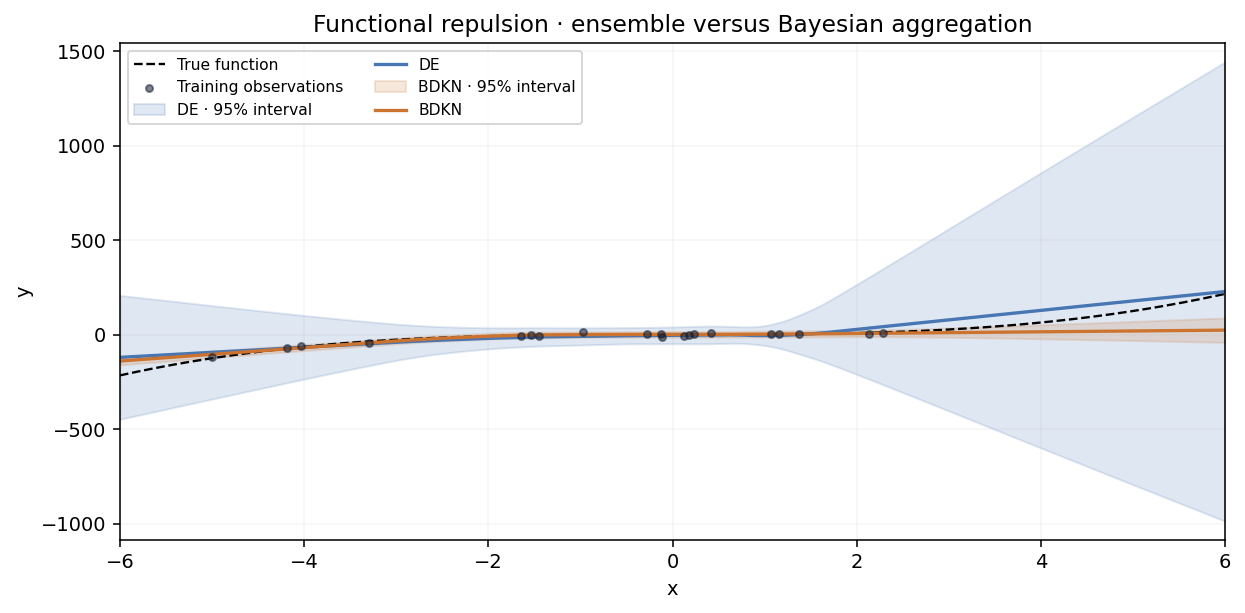 Functional repulsion · ensemble versus Bayesian aggregation
True function
Training observations
DE · 95% interval
DE
BDKN · 95% interval
BDKN
1500
1000
500
0
−500
−1000
y
−6
−4
−2
0
2
4
6
x